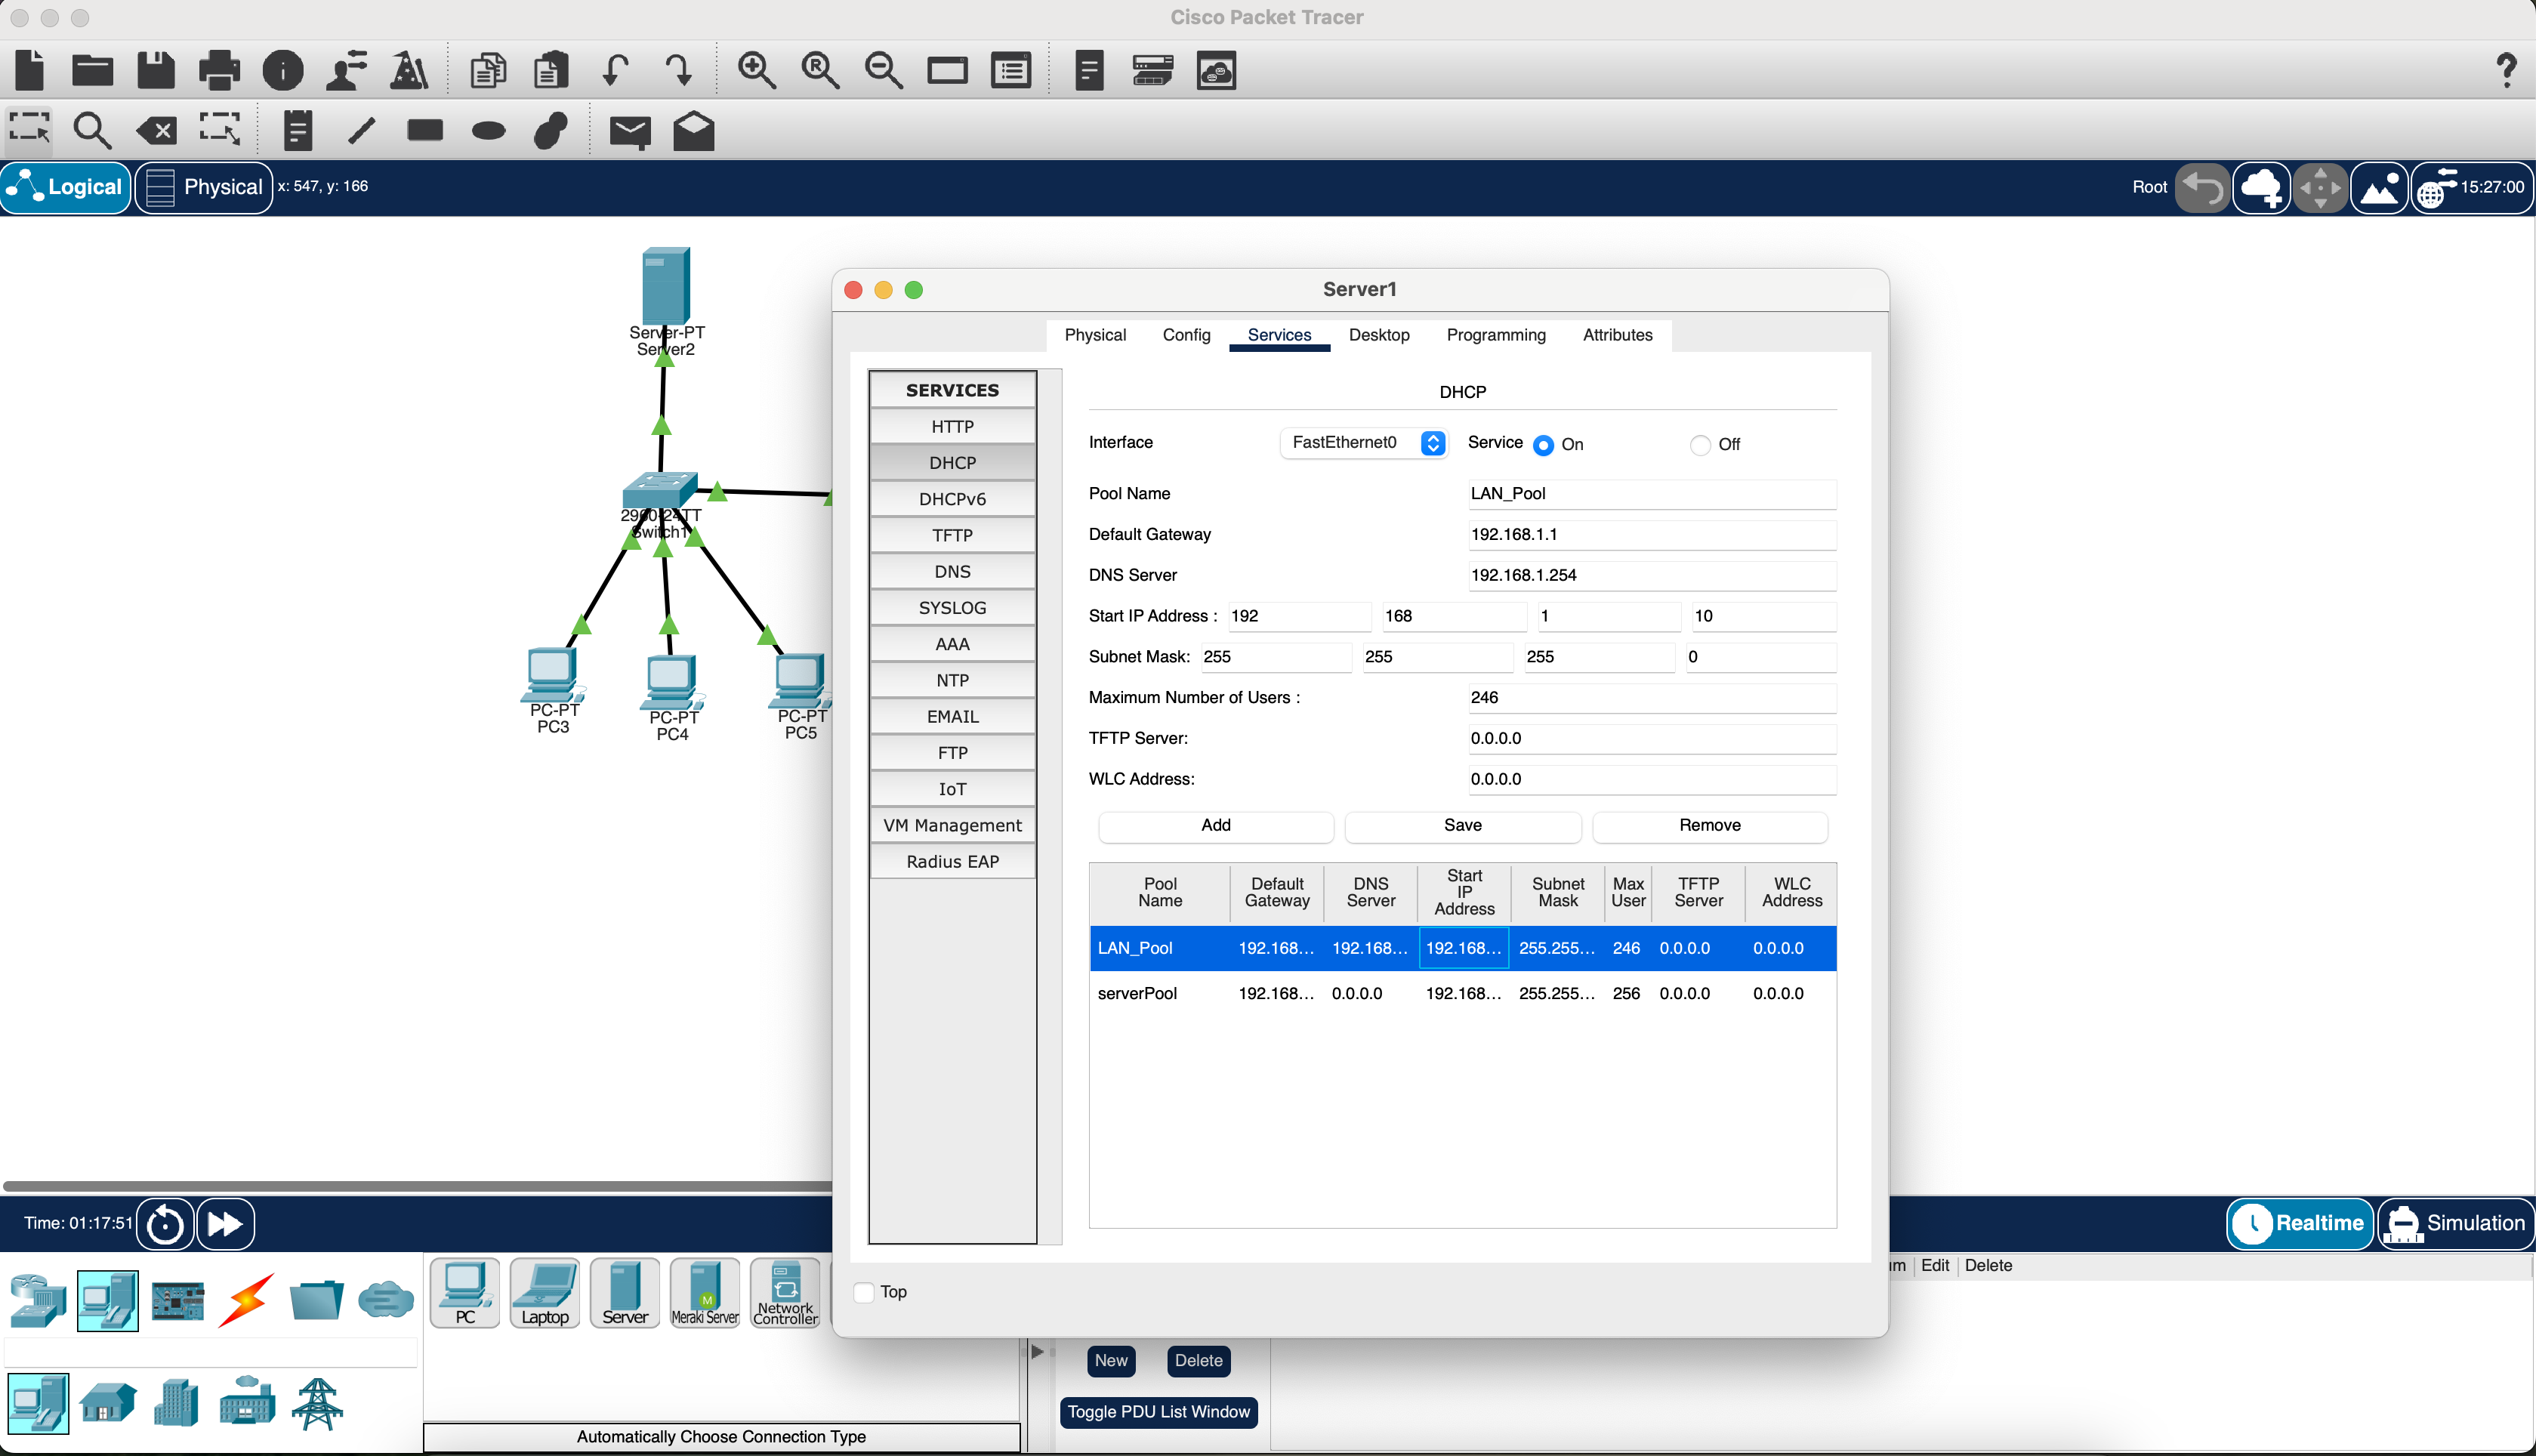 Cisco Packet Tracer
Logical
Physical
x: 547, y: 166
Root
15:27:00
Server-PT
Server2
2960-24TT
Switch1
PC-PT
PC3
PC-PT
PC4
PC-PT
PC5
Server1
Physical Config Services Desktop Programming Attributes
SERVICES
HTTP
DHCP
DHCPv6
TFTP
DNS
SYSLOG
AAA
NTP
EMAIL
FTP
IoT
VM Management
Radius EAP
DHCP
Interface FastEthernet0 Service On Off
Pool Name LAN_Pool
Default Gateway 192.168.1.1
DNS Server 192.168.1.254
Start IP Address : 192 168 1 10
Subnet Mask: 255 255 255 0
Maximum Number of Users : 246
TFTP Server: 0.0.0.0
WLC Address: 0.0.0.0
Add Save Remove
Pool Name Default Gateway DNS Server Start IP Address Subnet Mask Max User TFTP Server WLC Address
LAN_Pool 192.168... 192.168... 192.168... 255.255... 246 0.0.0.0 0.0.0.0
serverPool 192.168... 0.0.0.0 192.168... 255.255... 256 0.0.0.0 0.0.0.0
Top
Time: 01:17:51
Realtime
Simulation
Edit Delete
PC
Laptop
Server
M
Meraki Server
Network Controller
New Delete
Toggle PDU List Window
Automatically Choose Connection Type